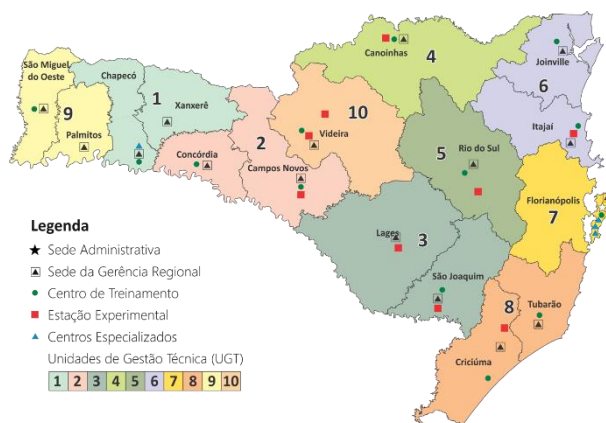 Canoinhas
4
Joinville
6
Itajaí
São Miguel
do Oeste
9
Palmitos
Chapecó
1
Xanxerê
2
Concórdia
Campos Novos
10
Videira
5
Rio do Sul
Florianópolis
7
Lages
3
São Joaquim
8
Tubarão
Criciúma
Legenda
Sede Administrativa
Sede da Gerência Regional
Centro de Treinamento
Estação Experimental
Centros Especializados
Unidades de Gestão Técnica (UGT)
1 2 3 4 5 6 7 8 9 10